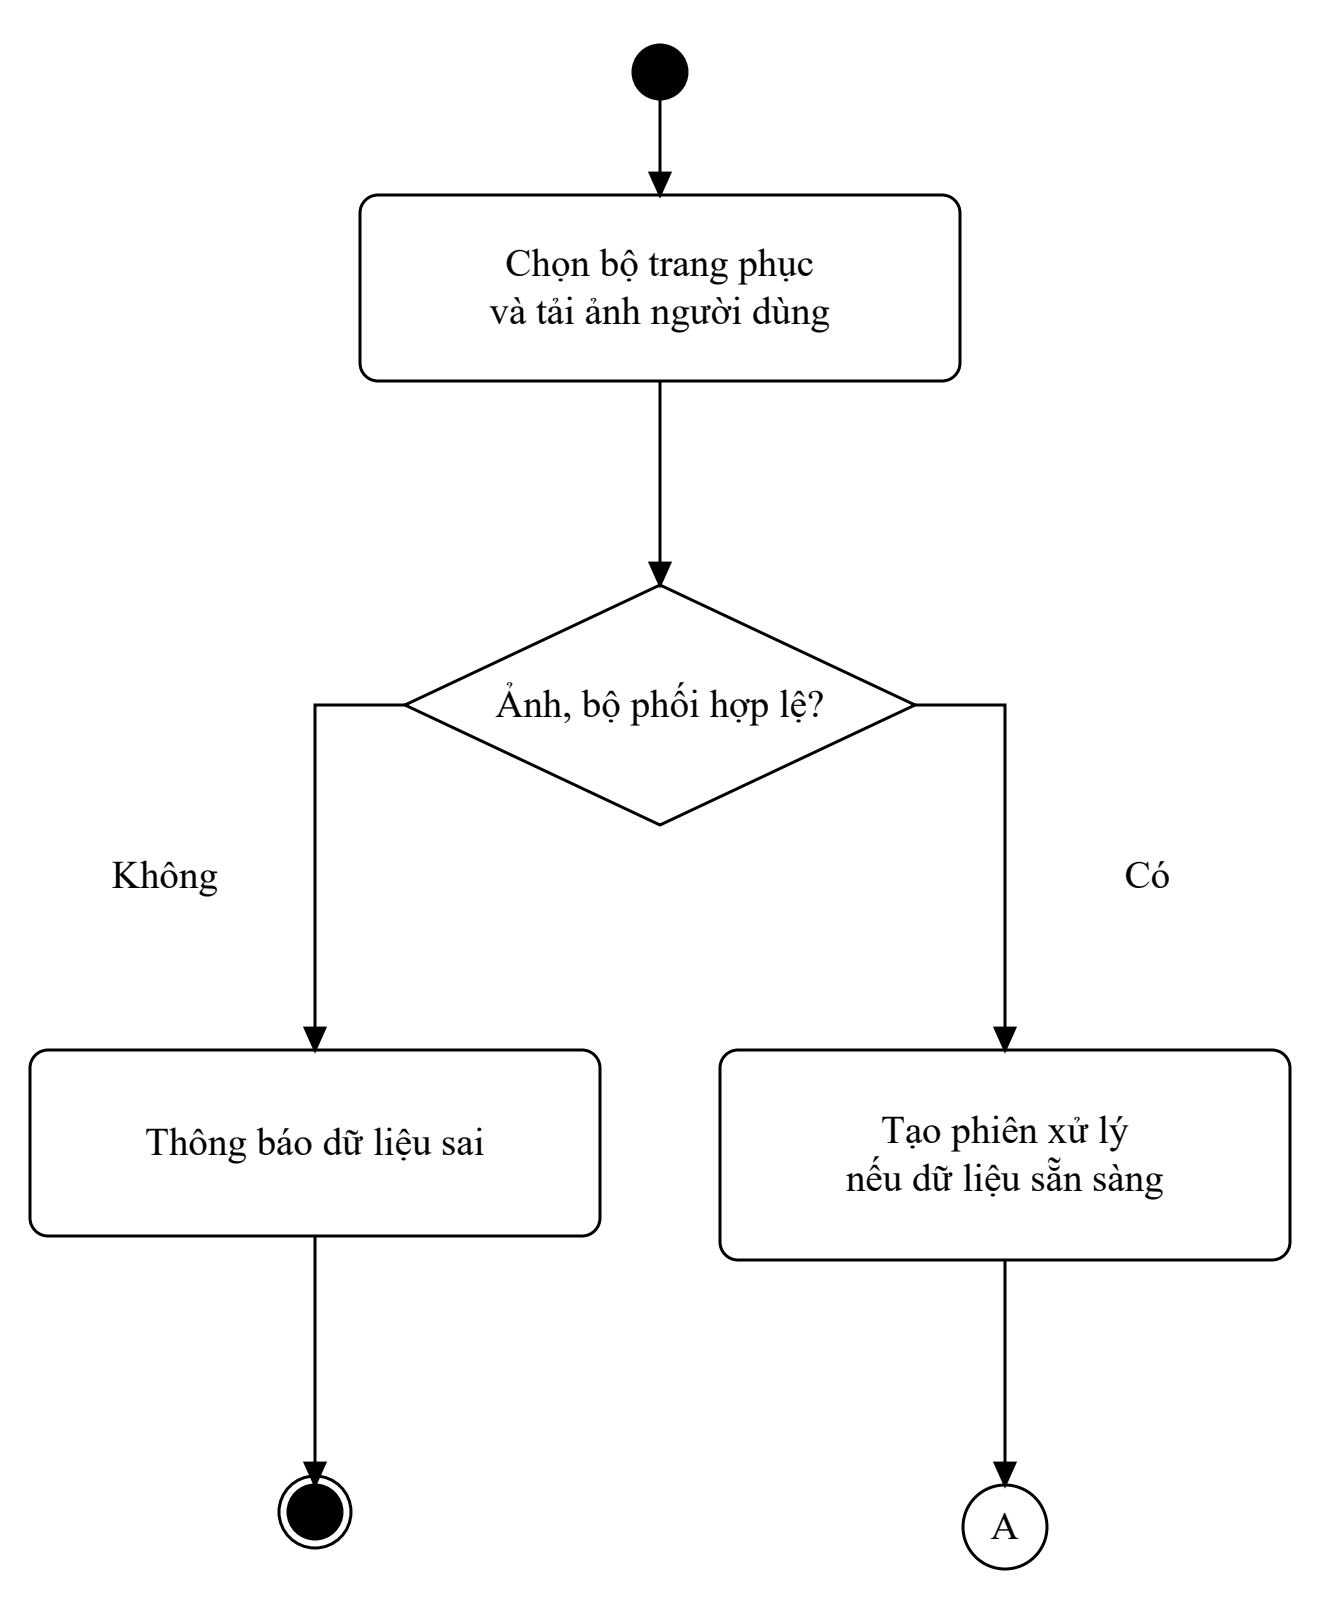 Chọn bộ trang phục
và tải ảnh người dùng
Ảnh, bộ phối hợp lệ?
Không
Có
Thông báo dữ liệu sai
Tạo phiên xử lý
nếu dữ liệu sẵn sàng
A